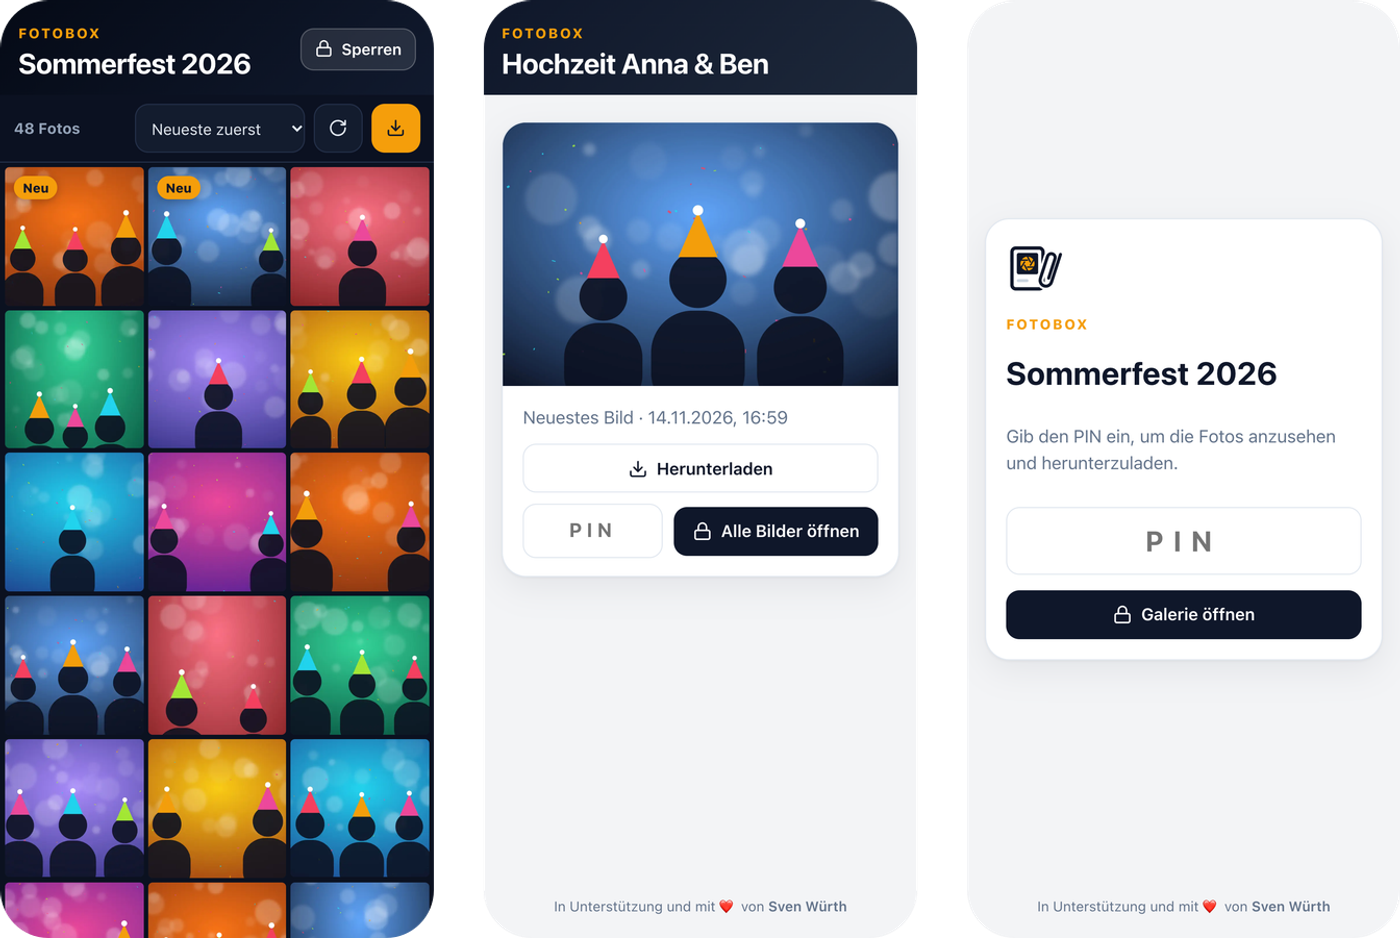 FOTOBOX
Sommerfest 2026
Sperren
48 Fotos
Neueste zuerst
Neu
Neu
FOTOBOX
Hochzeit Anna & Ben
Neuestes Bild · 14.11.2026, 16:59
Herunterladen
PIN
Alle Bilder öffnen
In Unterstützung und mit ❤️ von Sven Würth
FOTOBOX
Sommerfest 2026
Gib den PIN ein, um die Fotos anzusehen
und herunterzuladen.
PIN
Galerie öffnen
In Unterstützung und mit ❤️ von Sven Würth